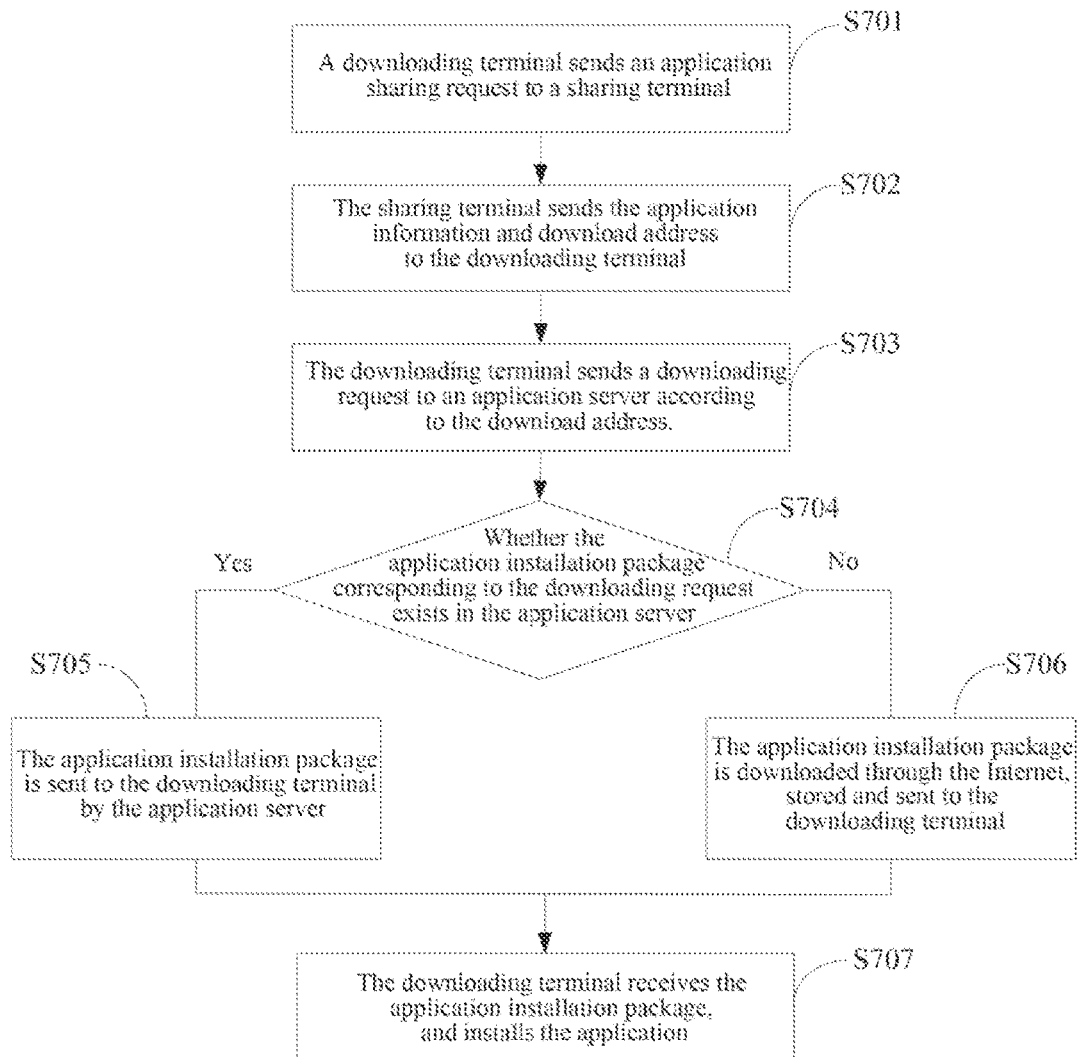 S701
A downloading terminal sends an application
sharing request to a sharing terminal
S702
The sharing terminal sends the application
information and download address
to the downloading terminal
S703
The downloading terminal sends a downloading
request to an application server according
to the download address.
S704
Whether the
application installation package
corresponding to the downloading request
exists in the application server
Yes
No
S705
The application installation package
is sent to the downloading terminal
by the application server
S706
The application installation package
is downloaded through the Internet,
stored and sent to the
downloading terminal
S707
The downloading terminal receives the
application installation package,
and installs the application